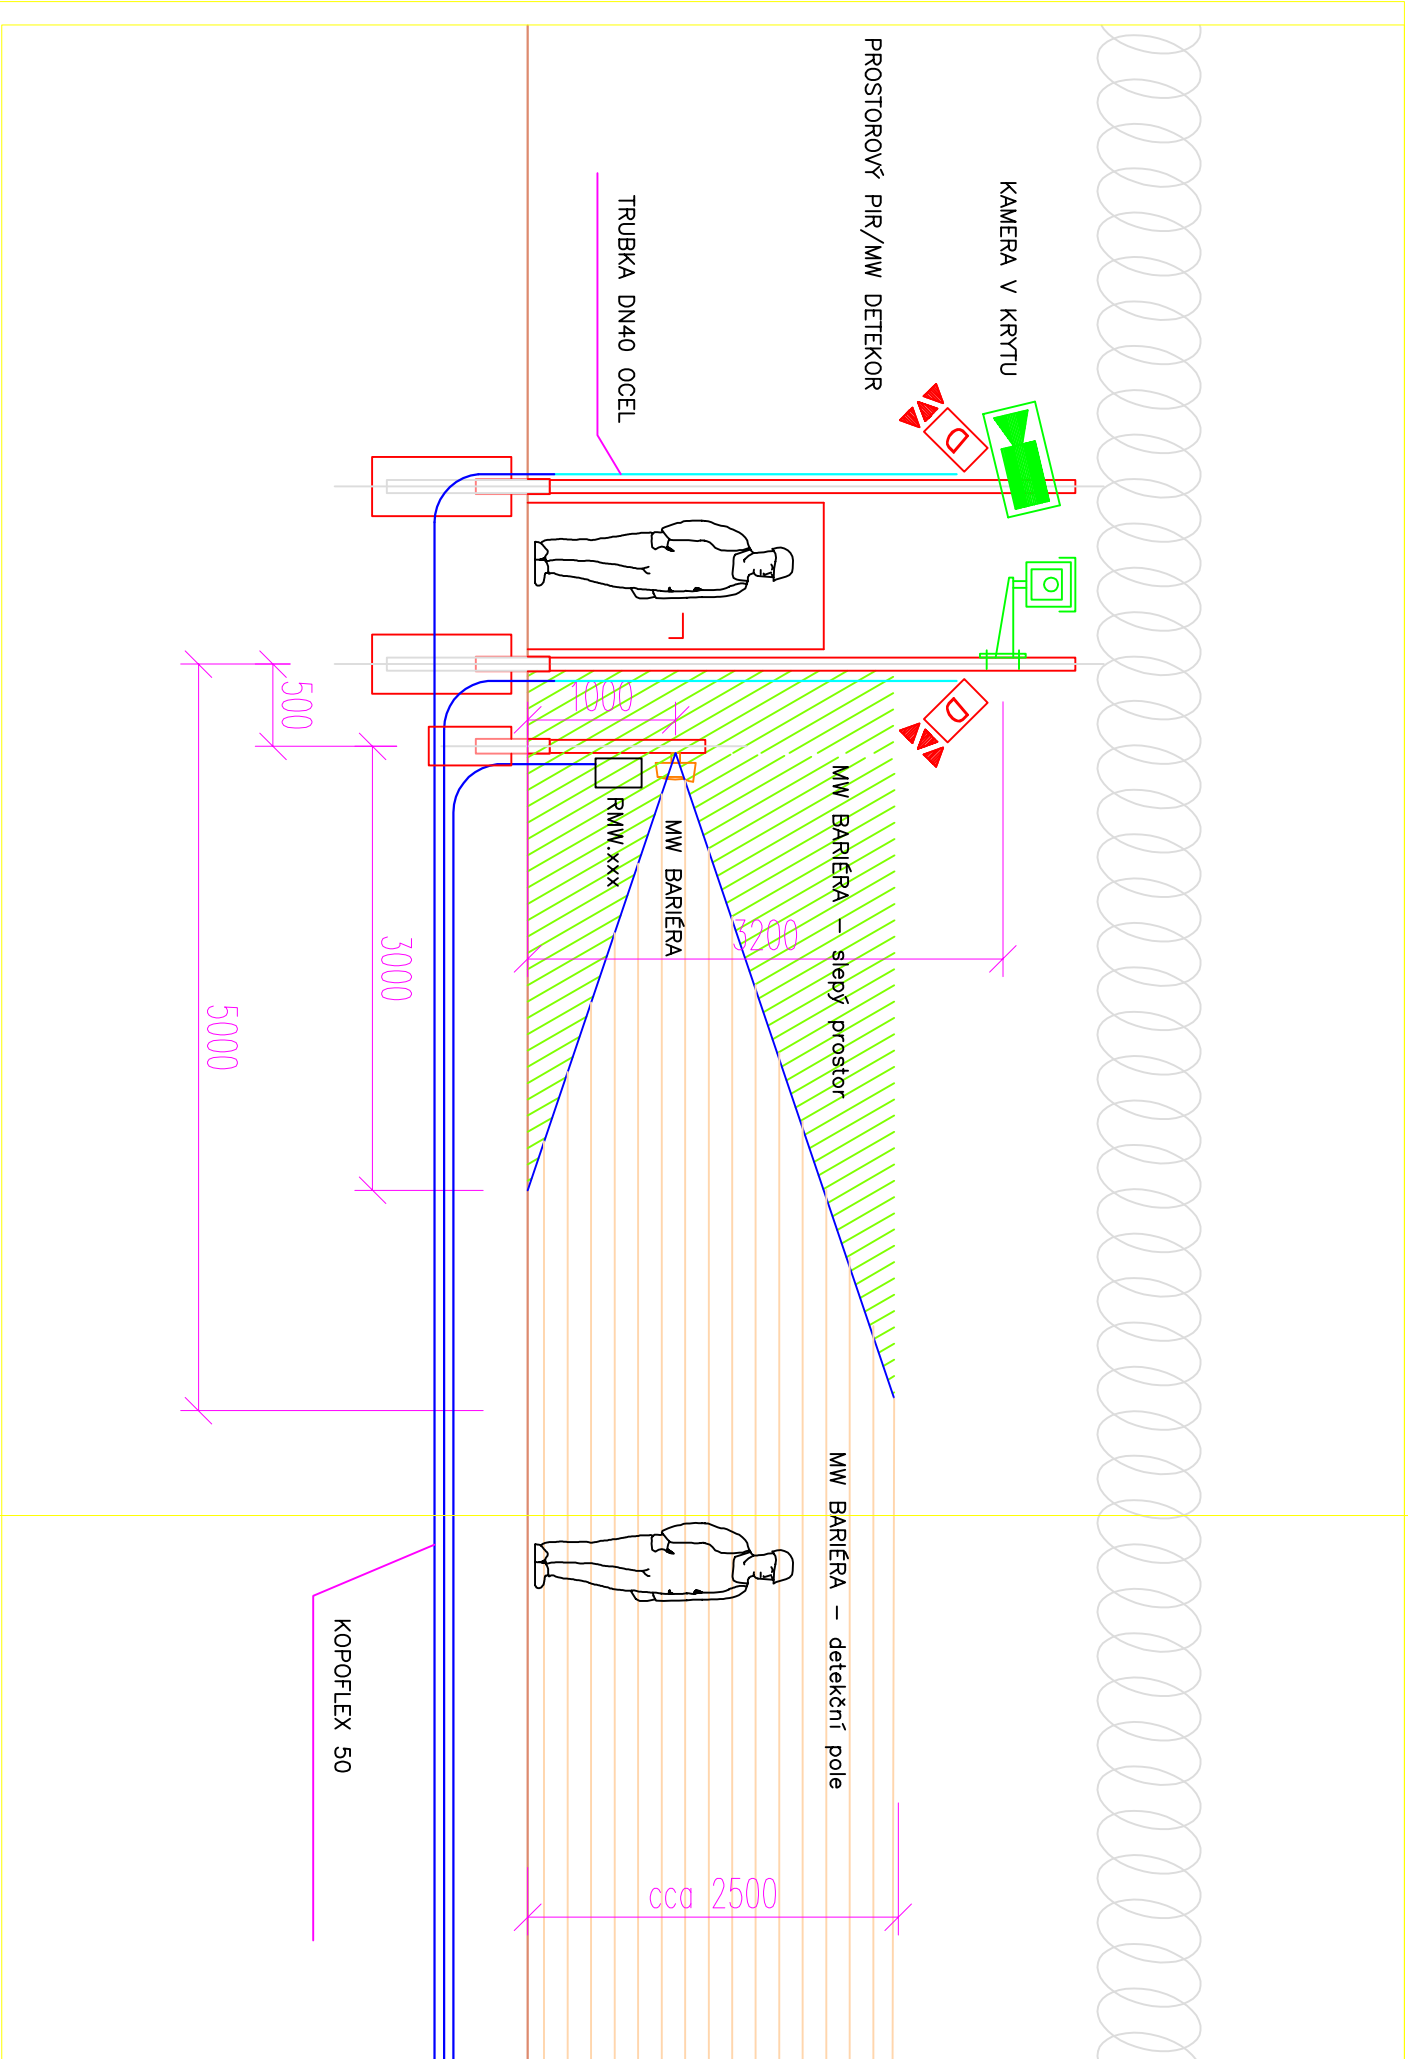 KAMERA V KRYTU
PROSTOROVÝ PIR/MW DETEKOR
D
D
TRUBKA DN40 OCEL
MW BARIÉRA – slepý prostor
MW BARIÉRA – detekční pole
MW BARIÉRA
RMW.xxx
1000
3200
cca 2500
500
3000
5000
KOPOFLEX 50